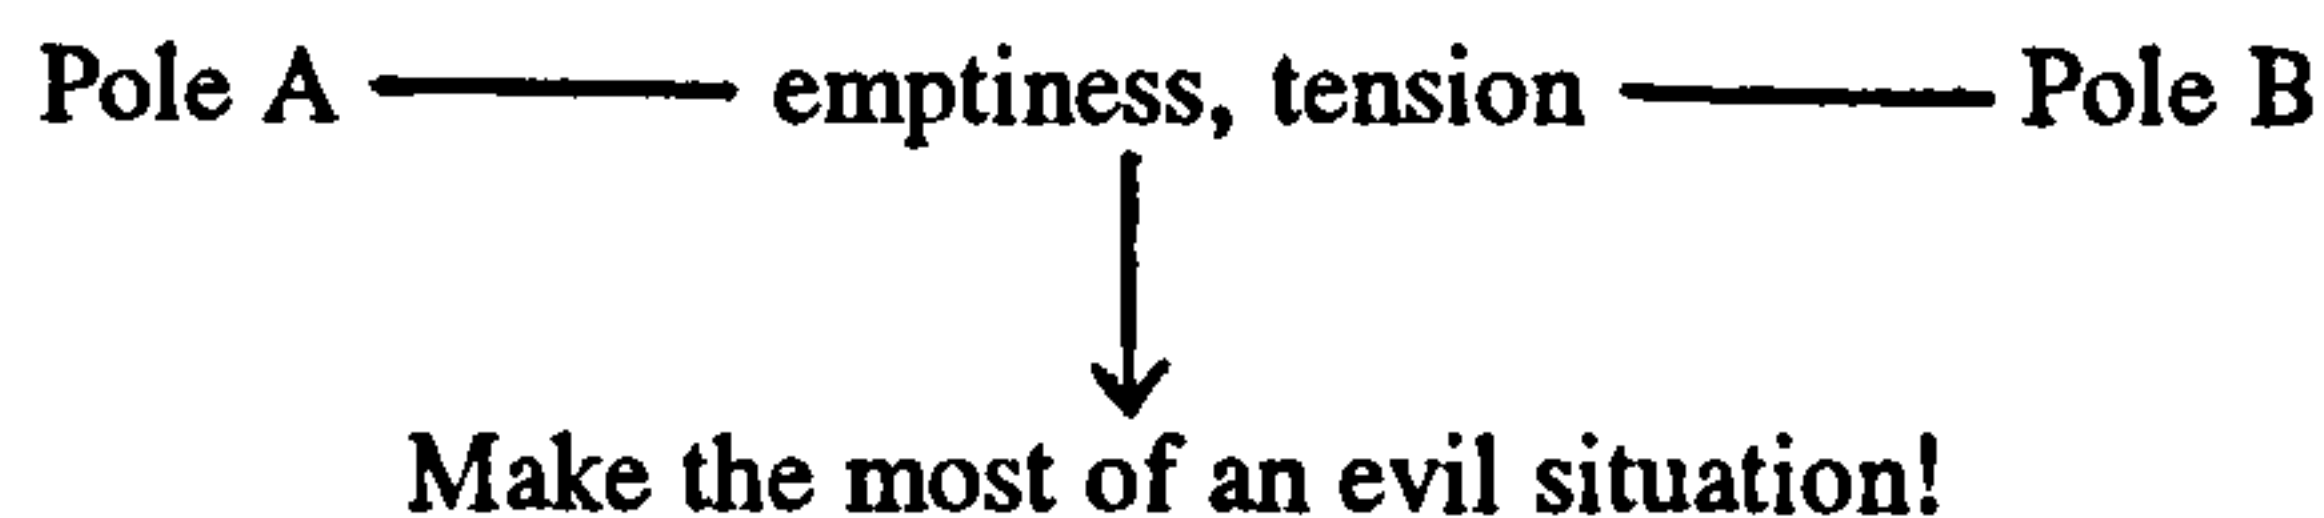 Pole A emptiness, tension Pole B
Make the most of an evil situation!